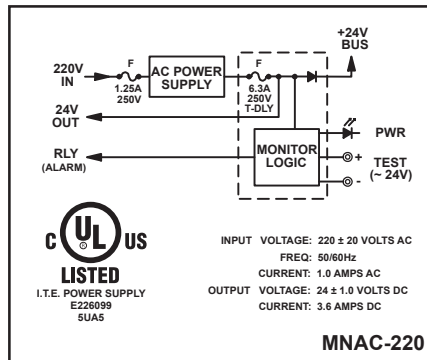 +24V
BUS
220V
IN
F
1.25A
250V
AC POWER
SUPPLY
F
6.3A
250V
T-DLY
24V
OUT
RLY
(ALARM)
MONITOR
LOGIC
PWR
+
TEST
(~ 24V)
-
C UL US
LISTED
I.T.E. POWER SUPPLY
E226099
5UA5
INPUT VOLTAGE: 220 ± 20 VOLTS AC
FREQ: 50/60Hz
CURRENT: 1.0 AMPS AC
OUTPUT VOLTAGE: 24 ± 1.0 VOLTS DC
CURRENT: 3.6 AMPS DC
MNAC-220